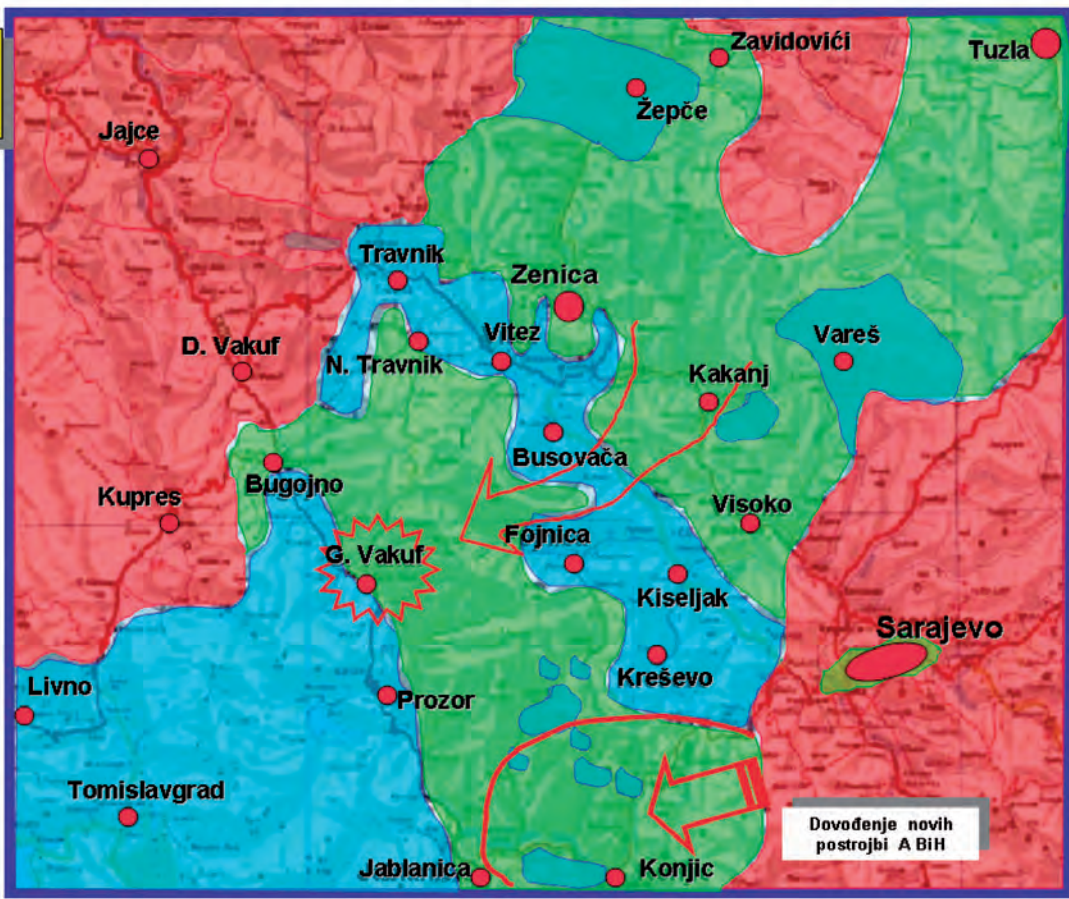 Zavidovići
Tuzla
Žepče
Jajce
Travnik
Zenica
D. Vakuf
N. Travnik
Vitez
Vareš
Kakanj
Busovača
Bugojno
Kupres
Visoko
G. Vakuf
Fojnica
Kiseljak
Sarajevo
Kreševo
Livno
Prozor
Tomislavgrad
Dovođenje novih
postrojbi A BiH
Jablanica
Konjic